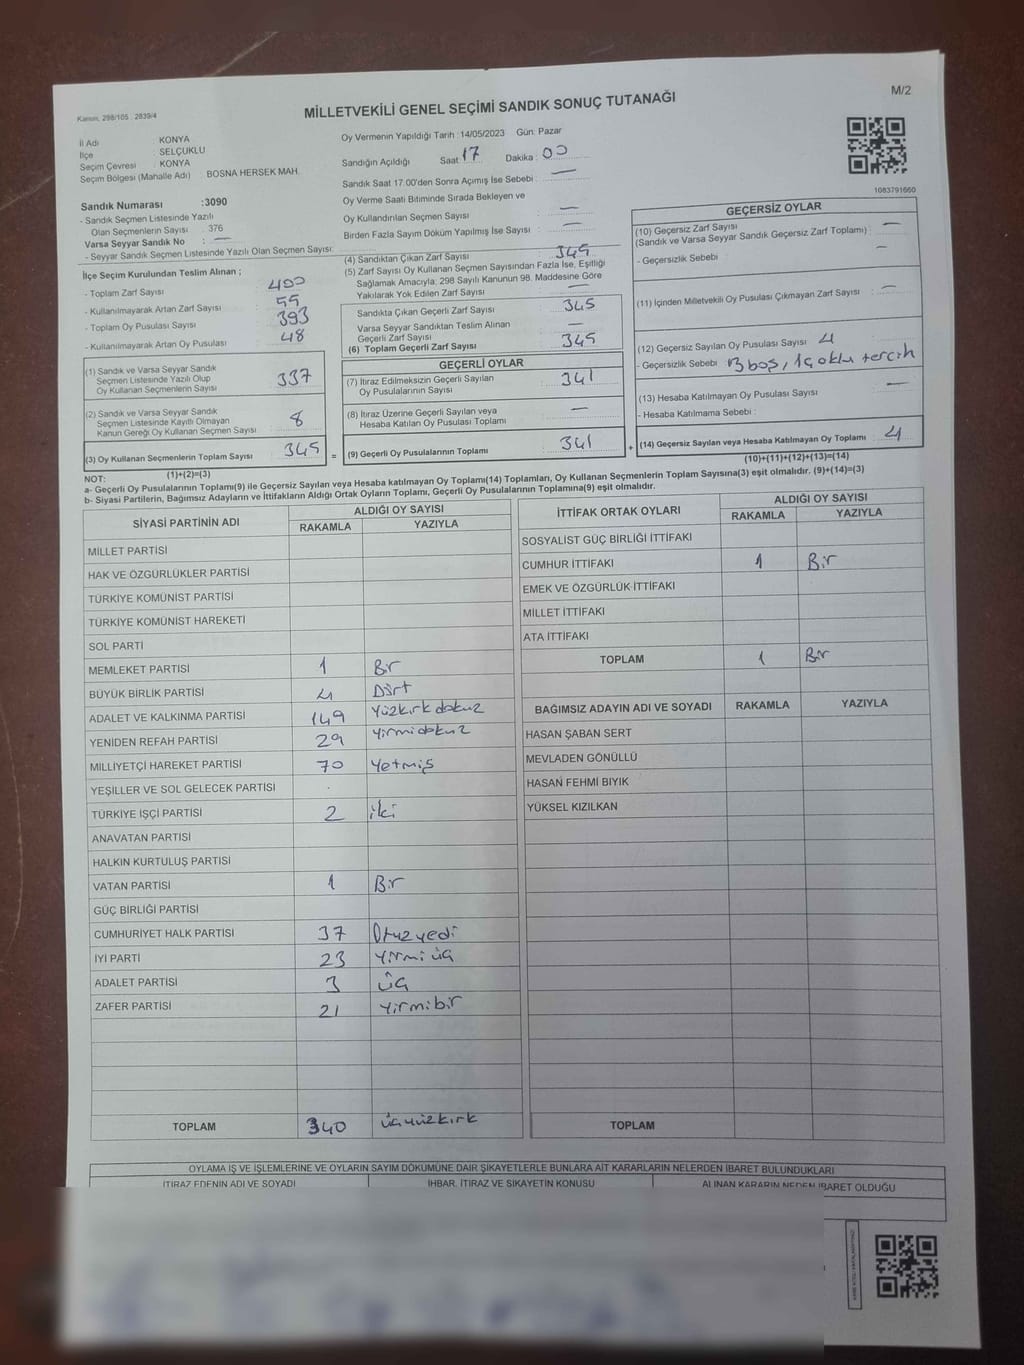 Kanun, 298/105 . 2839/4
MİLLETVEKİLİ GENEL SEÇİMİ SANDIK SONUÇ TUTANAĞI
M/2
İl Adı : KONYA
İlçe : SELÇUKLU
Seçim Çevresi : KONYA
Seçim Bölgesi (Mahalle Adı) : BOSNA HERSEK MAH.
Sandık Numarası :3090
- Sandık Seçmen Listesinde Yazılı
Olan Seçmenlerin Sayısı : 376
Varsa Seyyar Sandık No : —
- Seyyar Sandık Seçmen Listesinde Yazılı Olan Seçmen Sayısı:
Oy Vermenin Yapıldığı Tarih :14/05/2023 Gün: Pazar
Sandığın Açıldığı Saat: 17 Dakika : 00
Sandık Saat 17:00'den Sonra Açımış İse Sebebi : —
Oy Verme Saati Bitiminde Sırada Bekleyen ve
Oy Kullandırılan Seçmen Sayısı : —
Birden Fazla Sayım Döküm Yapılmış İse Sayısı : —
1083791660
İlçe Seçim Kurulundan Teslim Alınan ;
- Toplam Zarf Sayısı : 400
- Kullanılmayarak Artan Zarf Sayısı : 55
- Toplam Oy Pusulası Sayısı : 393
- Kullanılmayarak Artan Oy Pusulası : 48
(4) Sandıktan Çıkan Zarf Sayısı : 345
(5) Zarf Sayısı Oy Kullanan Seçmen Sayısından Fazla İse, Eşitliği
Sağlamak Amacıyla, 298 Sayılı Kanunun 98. Maddesine Göre
Yakılarak Yok Edilen Zarf Sayısı : —
Sandıkta Çıkan Geçerli Zarf Sayısı : 345
Varsa Seyyar Sandıktan Teslim Alınan
Geçerli Zarf Sayısı : —
(6) Toplam Geçerli Zarf Sayısı : 345
GEÇERSİZ OYLAR
(10) Geçersiz Zarf Sayısı : —
(Sandık ve Varsa Seyyar Sandık Geçersiz Zarf Toplamı)
- Geçersizlik Sebebi : —
(11) İçinden Milletvekili Oy Pusulası Çıkmayan Zarf Sayısı : —
(12) Geçersiz Sayılan Oy Pusulası Sayısı : 4
- Geçersizlik Sebebi : 3 boş, 1 çoklu tercih
(13) Hesaba Katılmayan Oy Pusulası Sayısı : —
- Hesaba Katılmama Sebebi :
(14) Geçersiz Sayılan veya Hesaba Katılmayan Oy Toplamı : 4
(10)+(11)+(12)+(13)=(14)
(1) Sandık ve Varsa Seyyar Sandık
Seçmen Listesinde Yazılı Olup
Oy Kullanan Seçmenlerin Sayısı : 337
(2) Sandık ve Varsa Seyyar Sandık
Seçmen Listesinde Kayıtlı Olmayan
Kanun Gereği Oy Kullanan Seçmen Sayısı : 8
(3) Oy Kullanan Seçmenlerin Toplam Sayısı : 345
(1)+(2)=(3)
=
GEÇERLİ OYLAR
(7) İtiraz Edilmeksizin Geçerli Sayılan
Oy Pusulalarının Sayısı : 341
(8) İtiraz Üzerine Geçerli Sayılan veya
Hesaba Katılan Oy Pusulası Toplamı : —
(9) Geçerli Oy Pusulalarının Toplamı : 341
+
NOT:
a- Geçerli Oy Pusulalarının Toplamı(9) ile Geçersiz Sayılan veya Hesaba katılmayan Oy Toplamı(14) Toplamları, Oy Kullanan Seçmenlerin Toplam Sayısına(3) eşit olmalıdır. (9)+(14)=(3)
b- Siyasi Partilerin, Bağımsız Adayların ve İttifakların Aldığı Ortak Oyların Toplamı, Geçerli Oy Pusulalarının Toplamına(9) eşit olmalıdır.
SİYASİ PARTİNİN ADI ALDIĞI OY SAYISI
RAKAMLA YAZIYLA
MİLLET PARTİSİ
HAK VE ÖZGÜRLÜKLER PARTİSİ
TÜRKİYE KOMÜNİST PARTİSİ
TÜRKİYE KOMÜNİST HAREKETİ
SOL PARTİ
MEMLEKET PARTİSİ 1 Bir
BÜYÜK BİRLİK PARTİSİ 4 Dört
ADALET VE KALKINMA PARTİSİ 149 Yüzkırkdokuz
YENİDEN REFAH PARTİSİ 29 Yirmidokuz
MİLLİYETÇİ HAREKET PARTİSİ 70 Yetmiş
YEŞİLLER VE SOL GELECEK PARTİSİ
TÜRKİYE İŞÇİ PARTİSİ 2 iki
ANAVATAN PARTİSİ
HALKIN KURTULUŞ PARTİSİ
VATAN PARTİSİ 1 Bir
GÜÇ BİRLİĞİ PARTİSİ
CUMHURİYET HALK PARTİSİ 37 Otuzyedi
İYİ PARTİ 23 Yirmi üç
ADALET PARTİSİ 3 üç
ZAFER PARTİSİ 21 Yirmibir
TOPLAM 340 üçyüzkırk
İTTİFAK ORTAK OYLARI ALDIĞI OY SAYISI
RAKAMLA YAZIYLA
SOSYALİST GÜÇ BİRLİĞİ İTTİFAKI
CUMHUR İTTİFAKI 1 Bir
EMEK VE ÖZGÜRLÜK İTTİFAKI
MİLLET İTTİFAKI
ATA İTTİFAKI
TOPLAM 1 Bir
BAĞIMSIZ ADAYIN ADI VE SOYADI RAKAMLA YAZIYLA
HASAN ŞABAN SERT
MEVLADEN GÖNÜLLÜ
HASAN FEHMİ BIYIK
YÜKSEL KIZILKAN
TOPLAM
OYLAMA İŞ VE İŞLEMLERİNE VE OYLARIN SAYIM DÖKÜMÜNE DAİR ŞİKAYETLERLE BUNLARA AİT KARARLARIN NELERDEN İBARET BULUNDUKLARI
İTİRAZ EDENİN ADI VE SOYADI İHBAR, İTİRAZ VE ŞİKAYETİN KONUSU ALINAN KARARIN NEDEN İBARET OLDUĞU